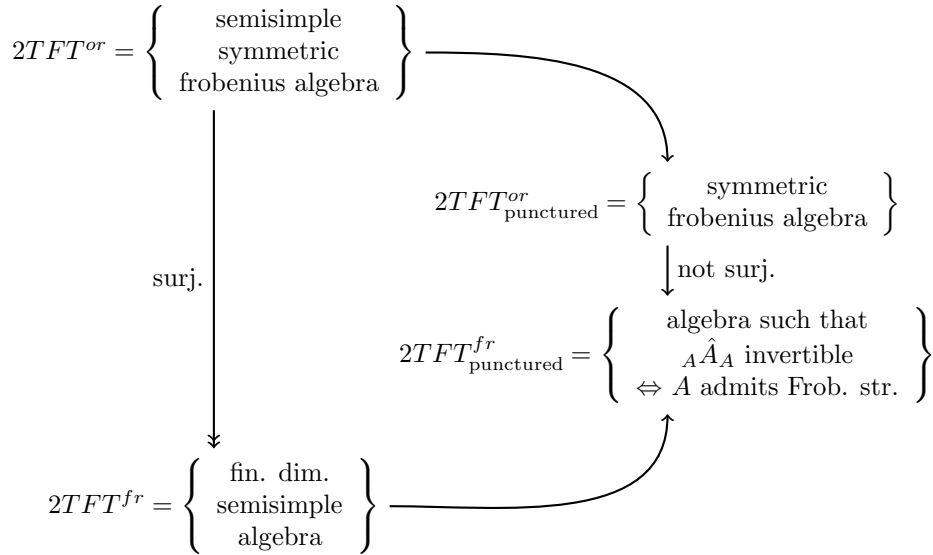 semisimple
2TFT^{or} = { symmetric }
frobenius algebra
symmetric
2TFT^{or}_{punctured} = { frobenius algebra }
surj.
not surj.
algebra such that
2TFT^{fr}_{punctured} = { _A Â_A invertible }
⇔ A admits Frob. str.
fin. dim.
2TFT^{fr} = { semisimple }
algebra